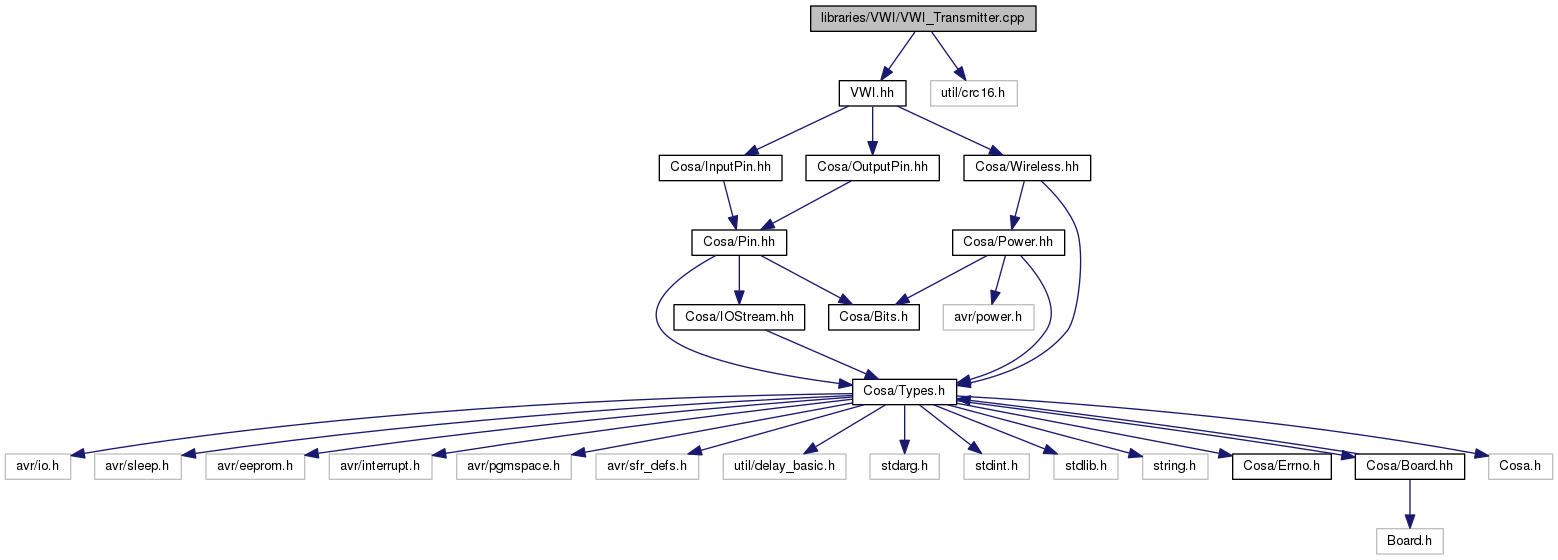 libraries/VWI/VWI_Transmitter.cpp
VWI.hh
util/crc16.h
Cosa/InputPin.hh
Cosa/OutputPin.hh
Cosa/Wireless.hh
Cosa/Pin.hh
Cosa/Power.hh
Cosa/IOStream.hh
Cosa/Bits.h
avr/power.h
Cosa/Types.h
avr/io.h
avr/sleep.h
avr/eeprom.h
avr/interrupt.h
avr/pgmspace.h
avr/sfr_defs.h
util/delay_basic.h
stdarg.h
stdint.h
stdlib.h
string.h
Cosa/Errno.h
Cosa/Board.hh
Cosa.h
Board.h